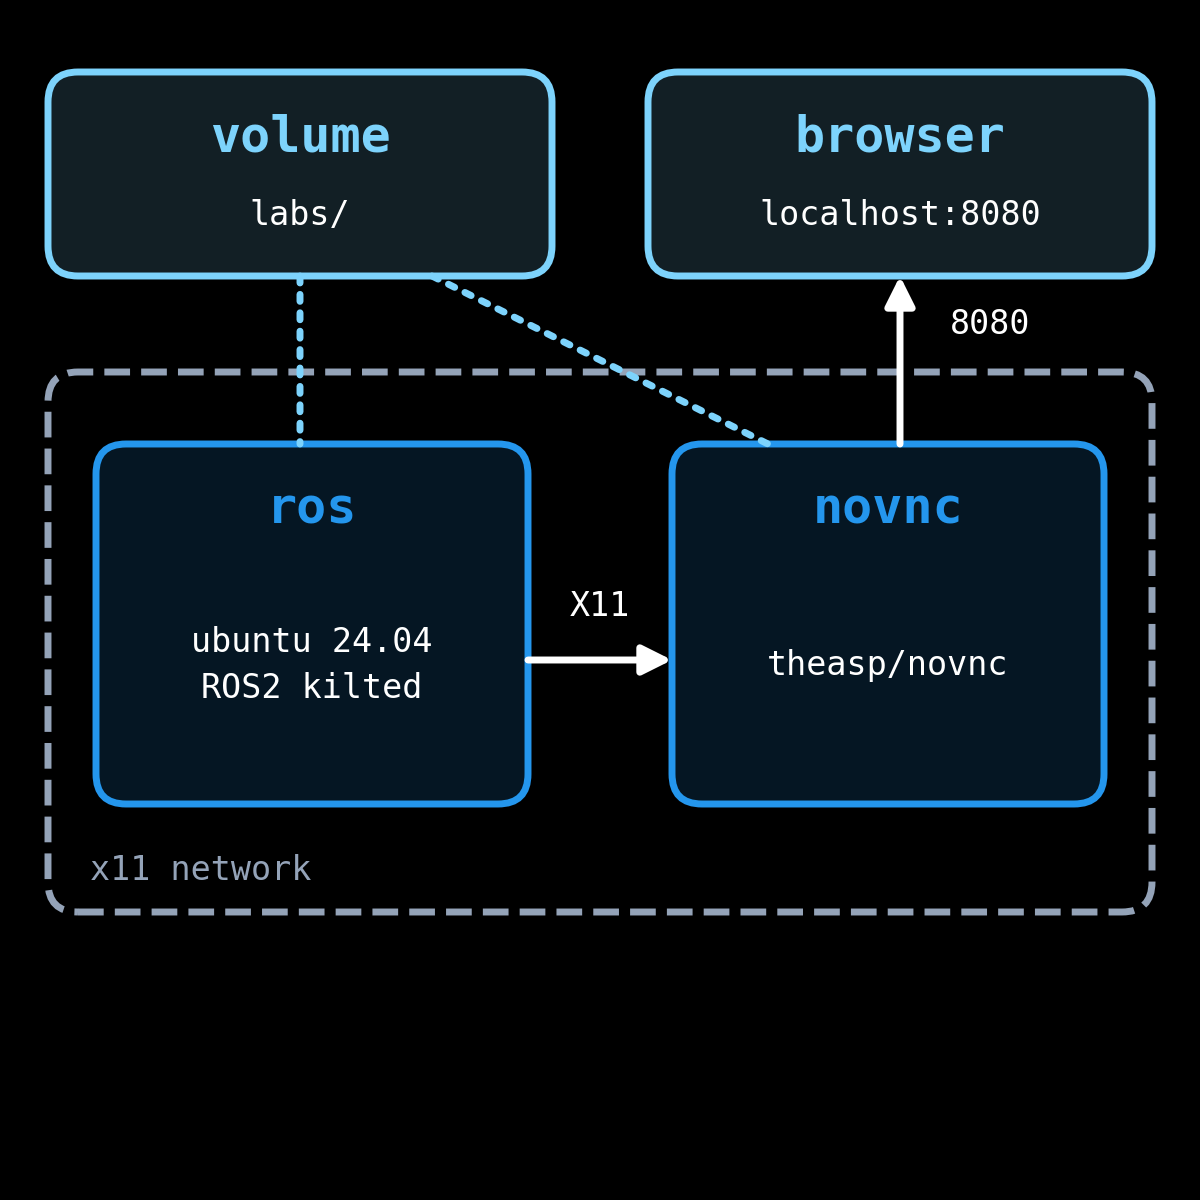 volume
labs/
browser
localhost:8080
8080
ros
ubuntu 24.04
ROS2 kilted
X11
novnc
theasp/novnc
x11 network